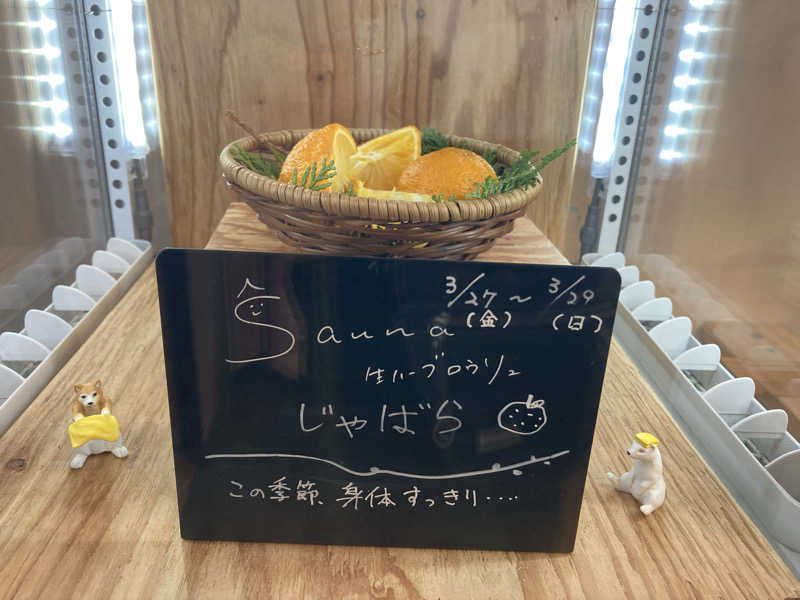 Sauna
3/27〜3/29
(金) (日)
生ハーブロウリュ
じゃばら
この季節、身体すっきり....